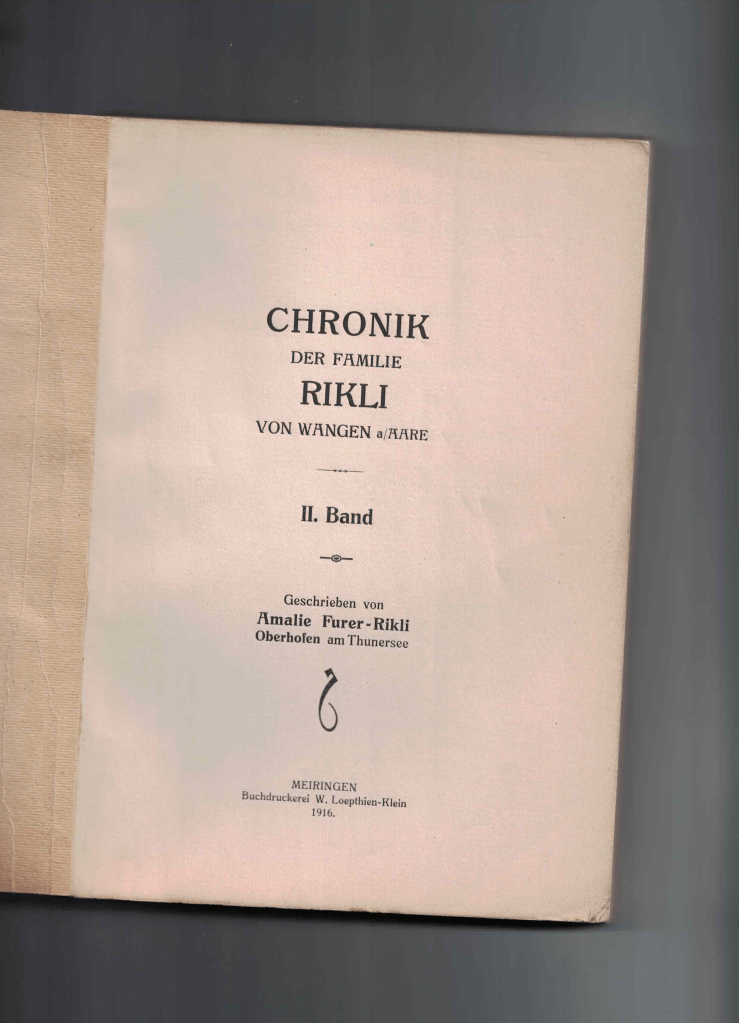 CHRONIK
DER FAMILIE
RIKLI
VON WANGEN a/AARE
II. Band
Geschrieben von
Amalie Furer-Rikli
Oberhofen am Thunersee
MEIRINGEN
Buchdruckerei W. Loepthien-Klein
1916.